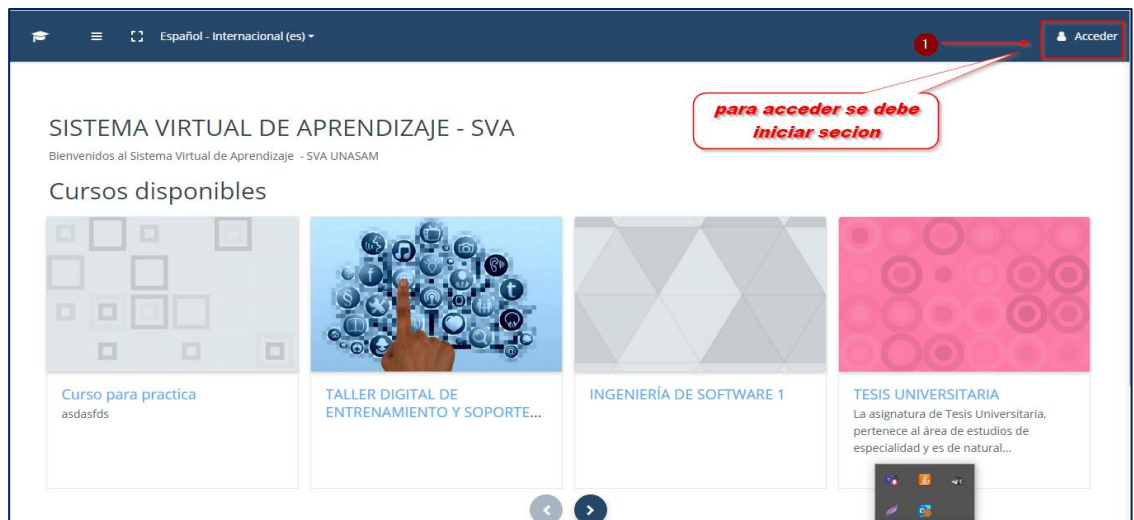 Español - Internacional (es)
1
Acceder
para acceder se debe
iniciar secion
SISTEMA VIRTUAL DE APRENDIZAJE - SVA
Bienvenidos al Sistema Virtual de Aprendizaje - SVA UNASAM
Cursos disponibles
Curso para practica
asdasfds
TALLER DIGITAL DE
ENTRENAMIENTO Y SOPORTE...
INGENIERÍA DE SOFTWARE 1
TESIS UNIVERSITARIA
La asignatura de Tesis Universitaria,
pertenece al área de estudios de
especialidad y es de natural...